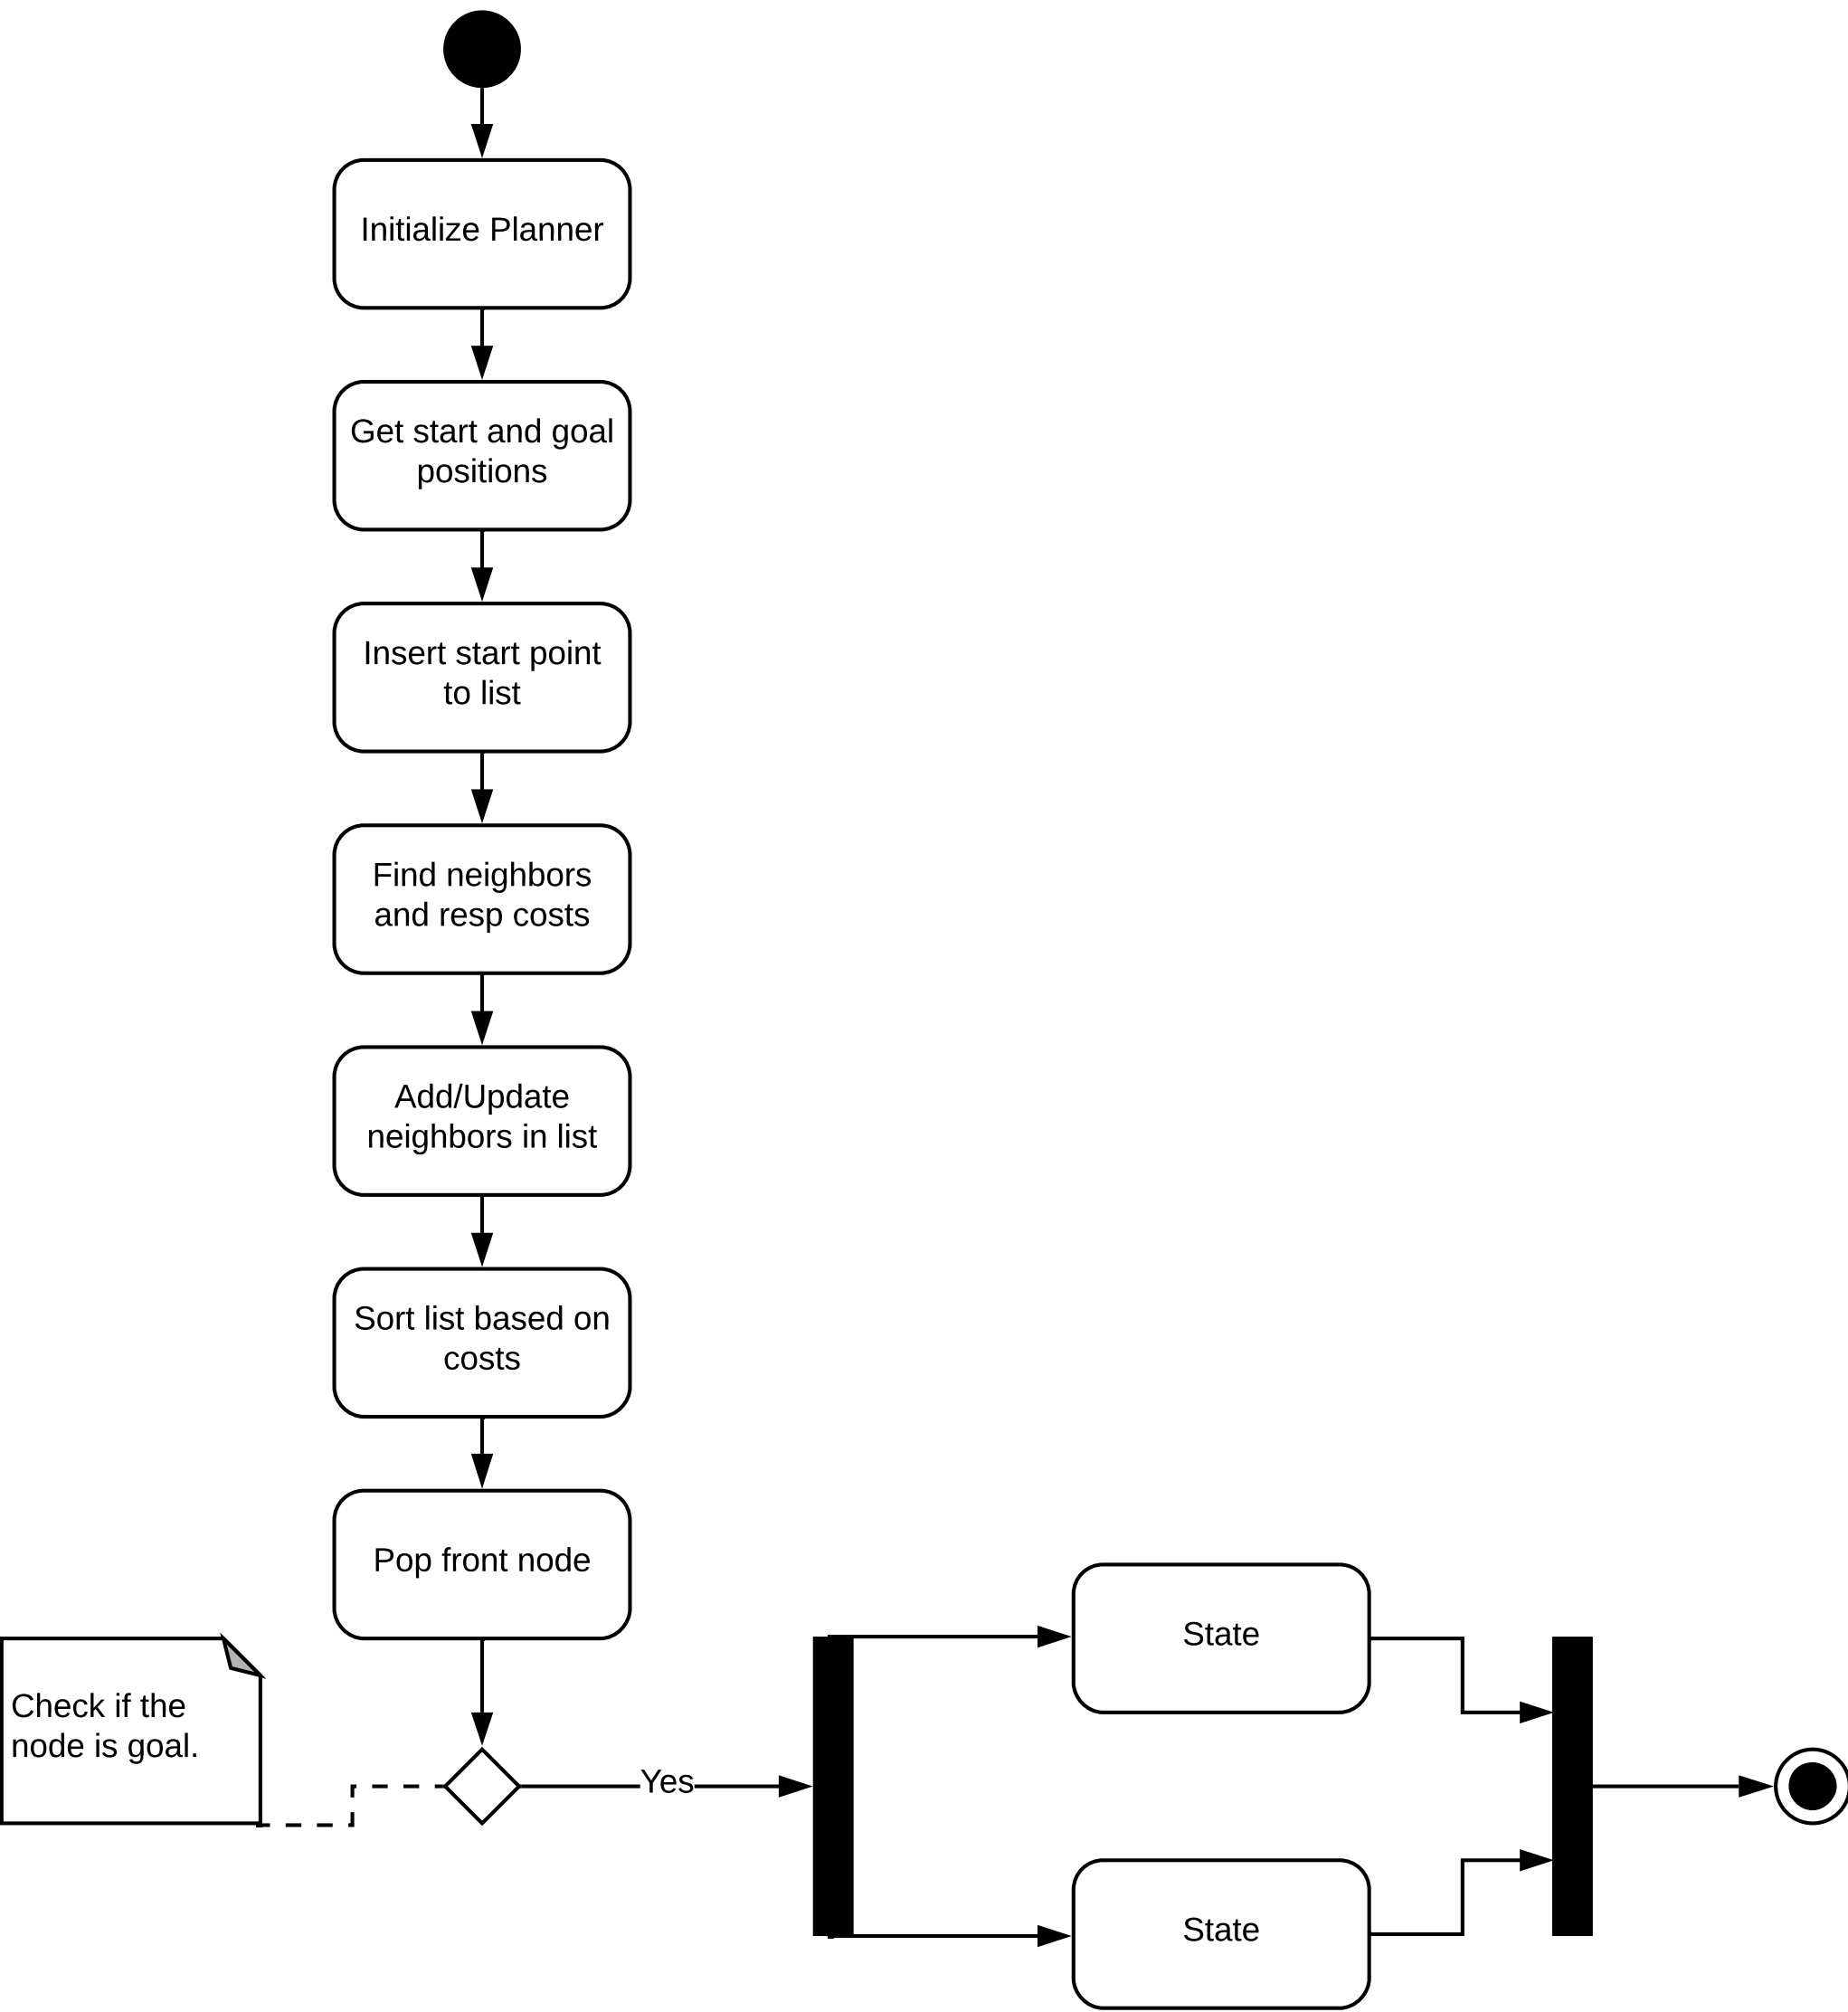 Initialize Planner
Get start and goal
positions
Insert start point
to list
Find neighbors
and resp costs
Add/Update
neighbors in list
Sort list based on
costs
Pop front node
Check if the
node is goal.
Yes
State
State